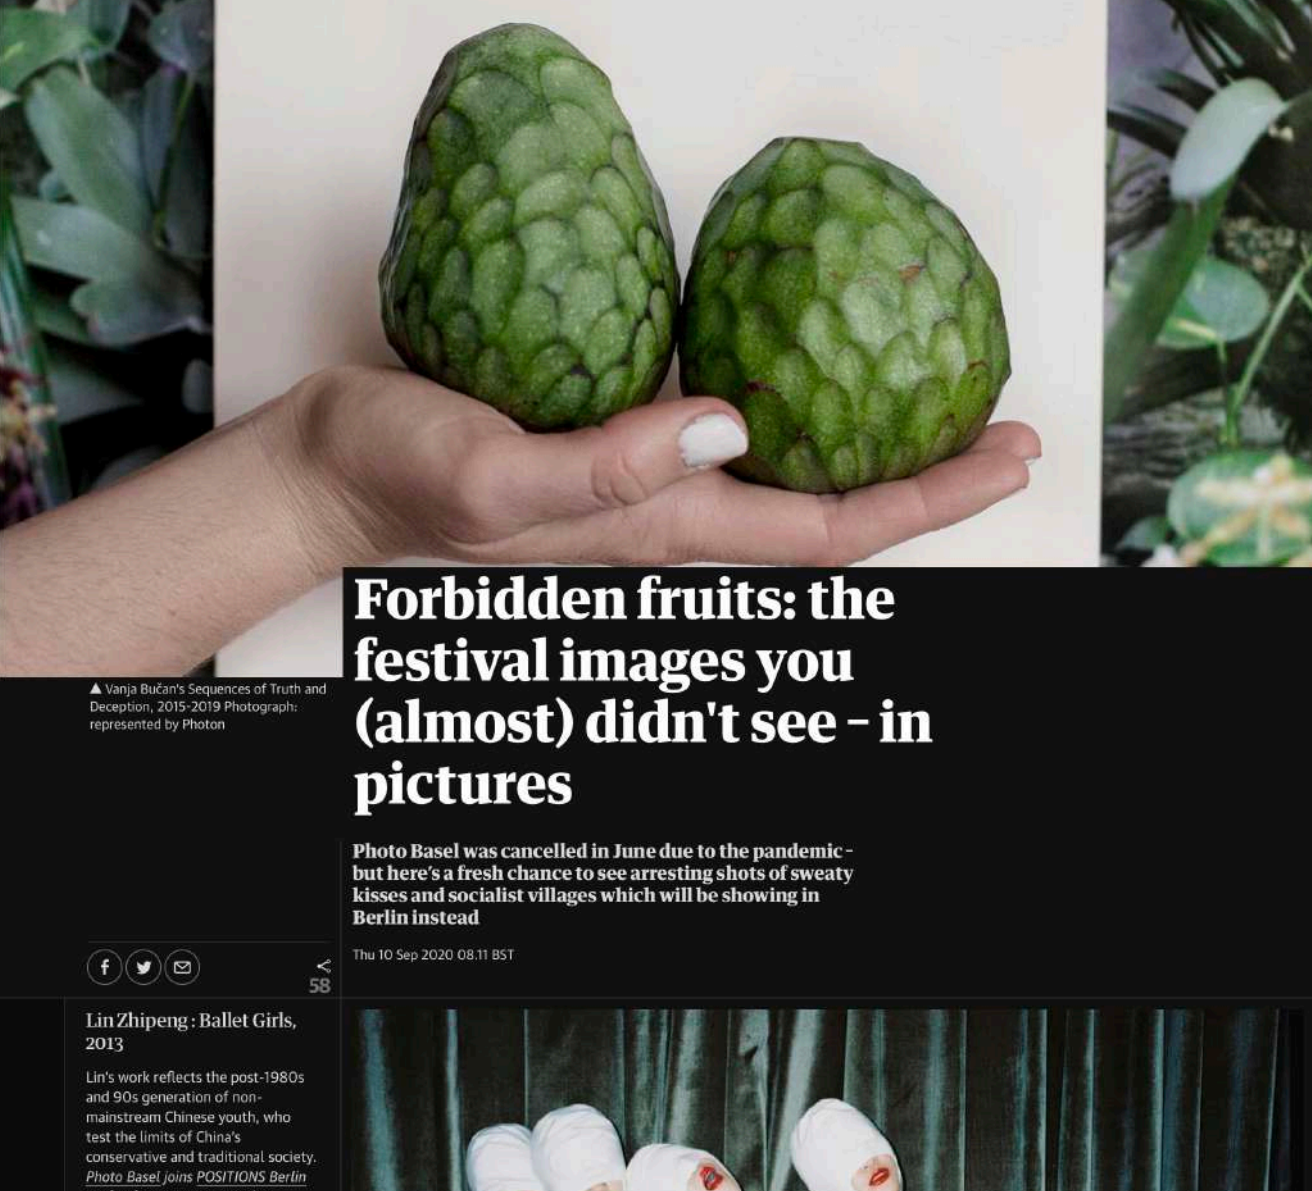 Forbidden fruits: the
festival images you
(almost) didn't see – in
pictures
▲ Vanja Bučan's Sequences of Truth and
Deception, 2015-2019 Photograph:
represented by Photon
Photo Basel was cancelled in June due to the pandemic –
but here's a fresh chance to see arresting shots of sweaty
kisses and socialist villages which will be showing in
Berlin instead
Thu 10 Sep 2020 08.11 BST
58
Lin Zhipeng : Ballet Girls,
2013
Lin's work reflects the post-1980s
and 90s generation of non-
mainstream Chinese youth, who
test the limits of China's
conservative and traditional society.
Photo Basel joins POSITIONS Berlin